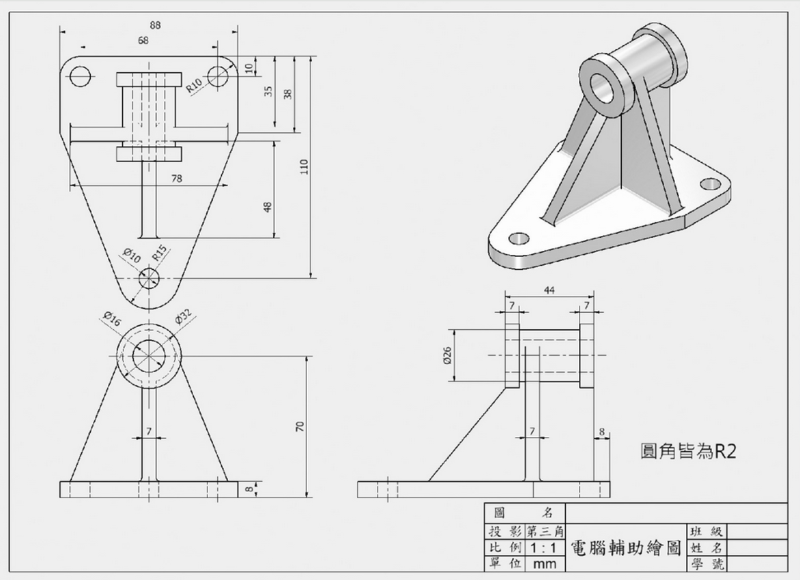 88
68
10
R10
35
38
110
78
48
Ø10
R15
Ø16
Ø32
7
70
8
44
7
7
Ø26
7
8
圓角皆為R2
圖 名
投影 第三角
比例 1:1
單位 mm
電腦輔助繪圖
班級
姓名
學號